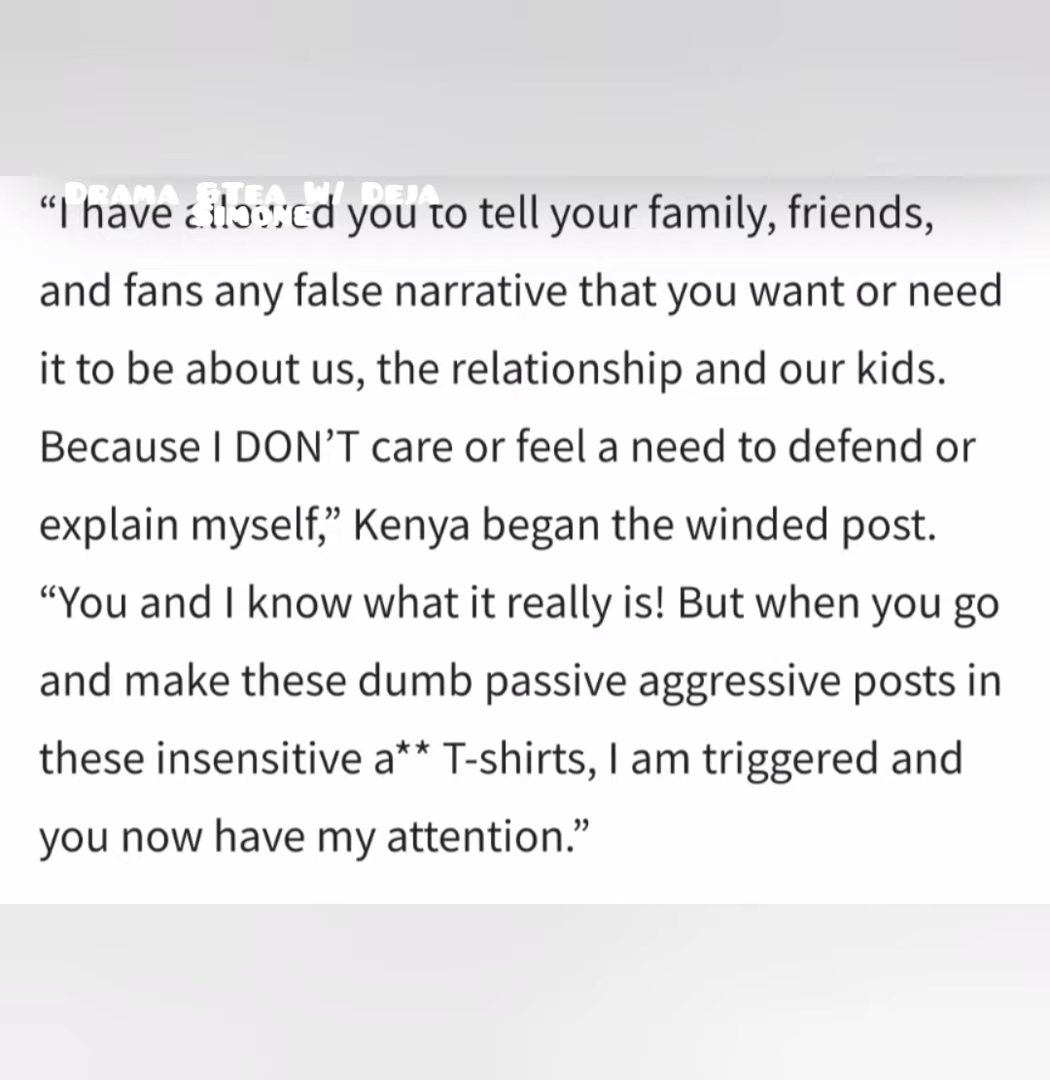 DRAMA &TEA W/ DEJA
SIMONE
“I have allowed you to tell your family, friends,
and fans any false narrative that you want or need
it to be about us, the relationship and our kids.
Because I DON’T care or feel a need to defend or
explain myself,” Kenya began the winded post.
“You and I know what it really is! But when you go
and make these dumb passive aggressive posts in
these insensitive a** T-shirts, I am triggered and
you now have my attention.”